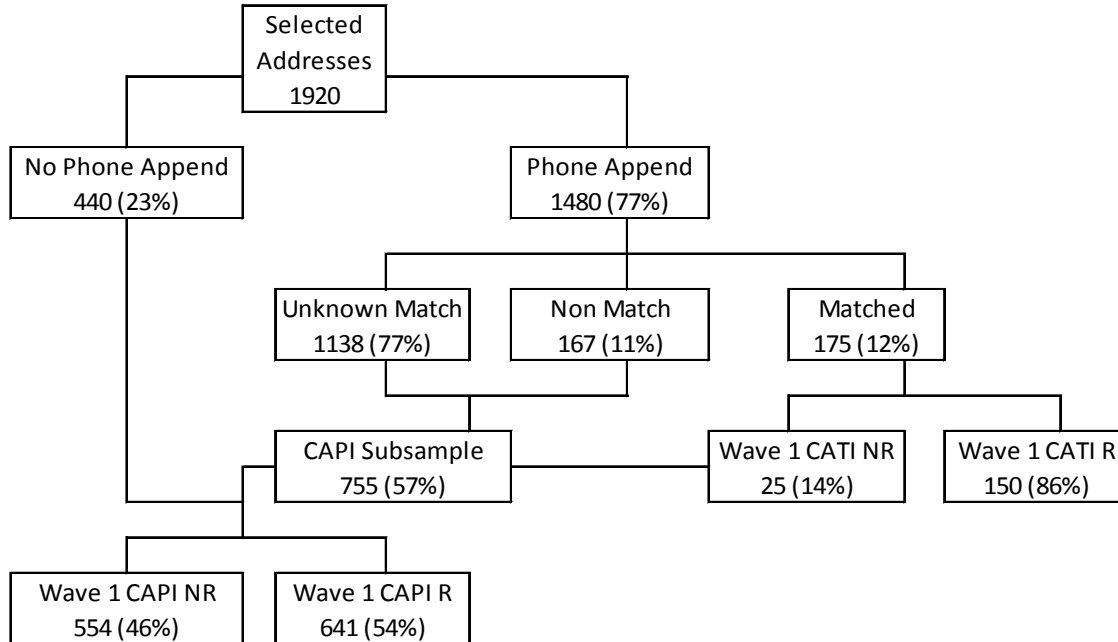 Selected
Addresses
1920
No Phone Append
440 (23%)
Phone Append
1480 (77%)
Unknown Match
1138 (77%)
Non Match
167 (11%)
Matched
175 (12%)
CAPI Subsample
755 (57%)
Wave 1 CATI NR
25 (14%)
Wave 1 CATI R
150 (86%)
Wave 1 CAPI NR
554 (46%)
Wave 1 CAPI R
641 (54%)